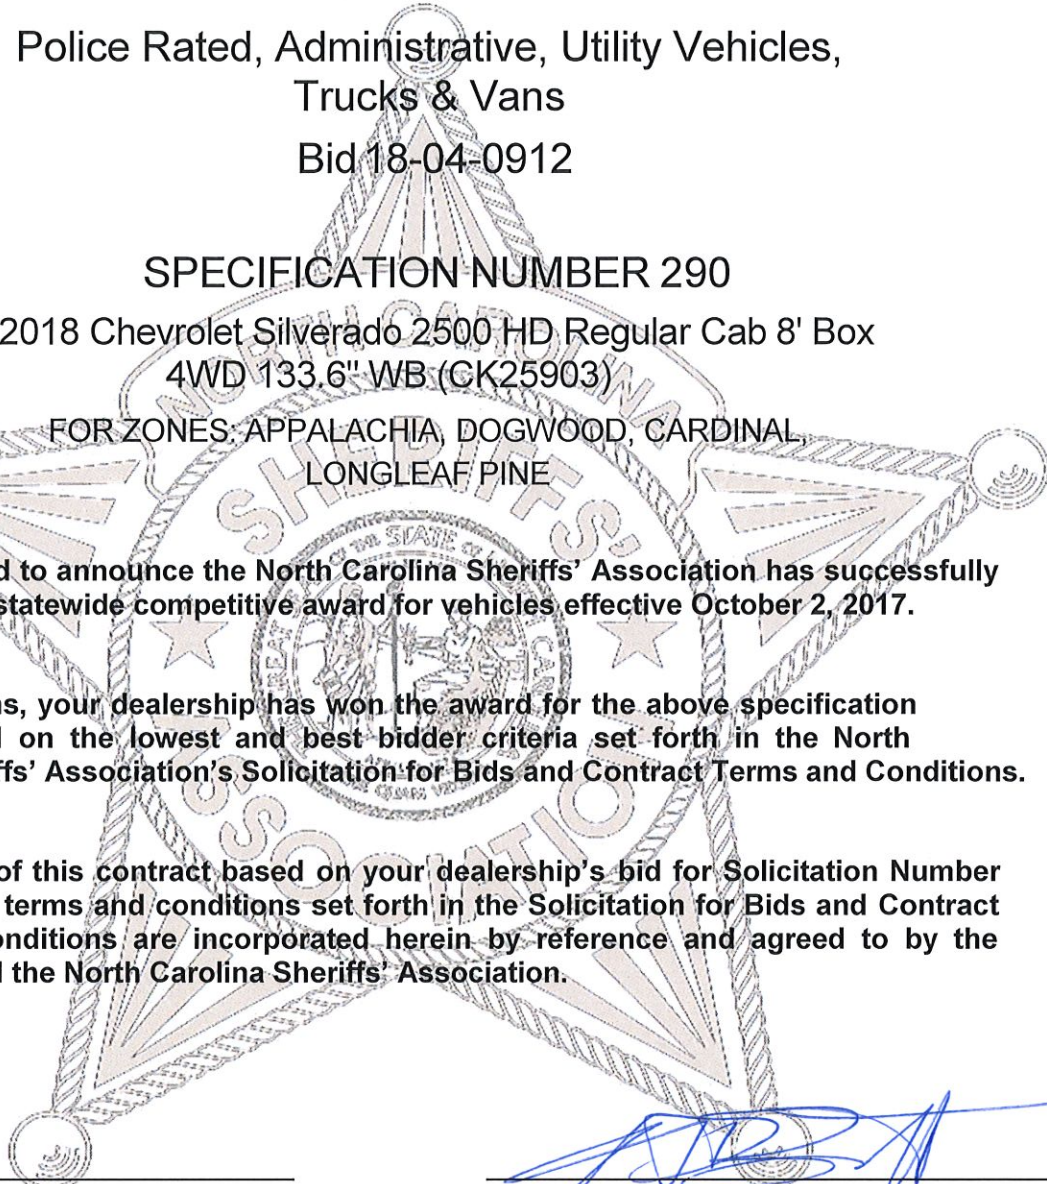 Police Rated, Administrative, Utility Vehicles,
Trucks & Vans
Bid 18-04-0912
SPECIFICATION NUMBER 290
2018 Chevrolet Silverado 2500 HD Regular Cab 8' Box
4WD 133.6" WB (CK25903)
FOR ZONES: APPALACHIA, DOGWOOD, CARDINAL,
LONGLEAF PINE
NORTH CAROLINA
SHERIFFS'
to announce the North Carolina Sheriffs' Association has successfully
statewide competitive award for vehicles effective October 2, 2017.
your dealership has won the award for the above specification
on the lowest and best bidder criteria set forth in the North
Association's Solicitation for Bids and Contract Terms and Conditions.
ASSOCIATION
of this contract based on your dealership's bid for Solicitation Number
terms and conditions set forth in the Solicitation for Bids and Contract
are incorporated herein by reference and agreed to by the
the North Carolina Sheriffs' Association.